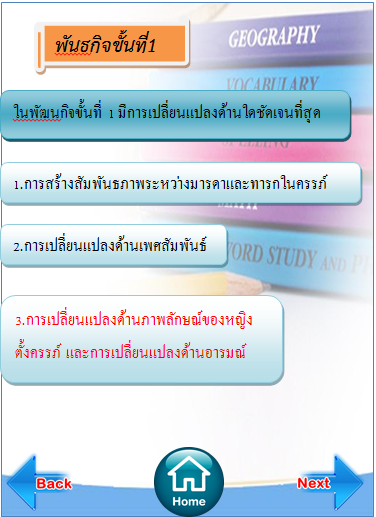 พันธกิจขั้นที่1
GEOGRAPHY
VOCABULARY
ในพัฒนกิจขั้นที่ 1 มีการเปลี่ยนแปลงด้านใดชัดเจนที่สุด
1.การสร้างสัมพันธภาพระหว่างมารดาและทารกในครรภ์
2.การเปลี่ยนแปลงด้านเพศสัมพันธ์
WORD STUDY AND
3.การเปลี่ยนแปลงด้านภาพลักษณ์ของหญิง
ตั้งครรภ์ และการเปลี่ยนแปลงด้านอารมณ์
Back
Home
Next